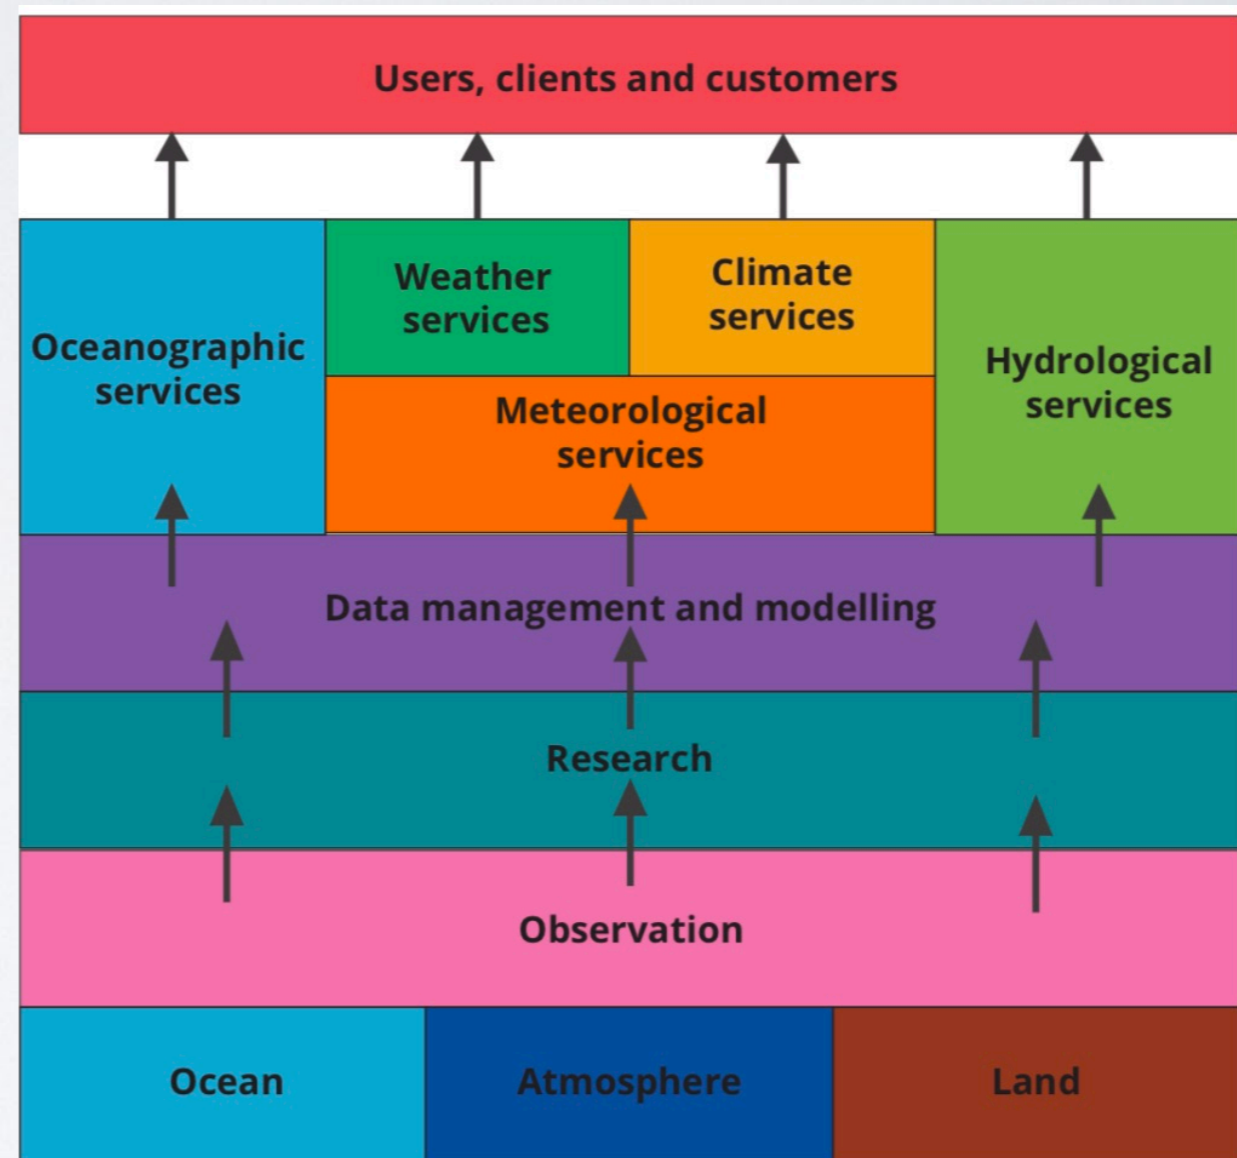 Users, clients and customers
Oceanographic
services
Weather
services
Climate
services
Hydrological
services
Meteorological
services
Data management and modelling
Research
Observation
Ocean
Atmosphere
Land